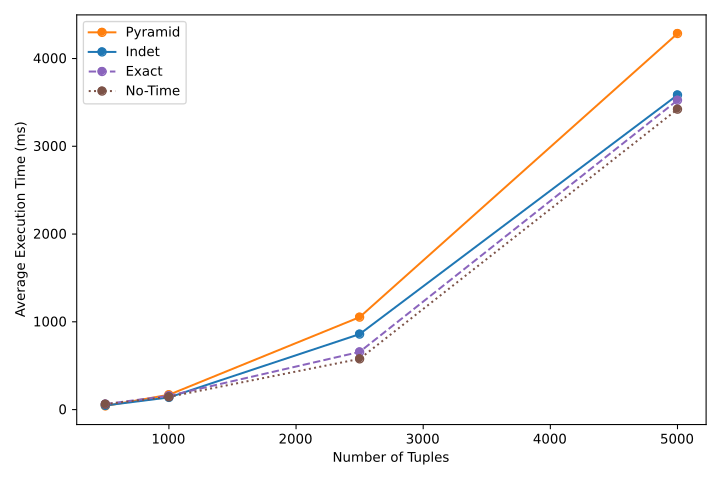 Pyramid
Indet
Exact
No-Time
Average Execution Time (ms)
4000
3000
2000
1000
0
1000 2000 3000 4000 5000
Number of Tuples